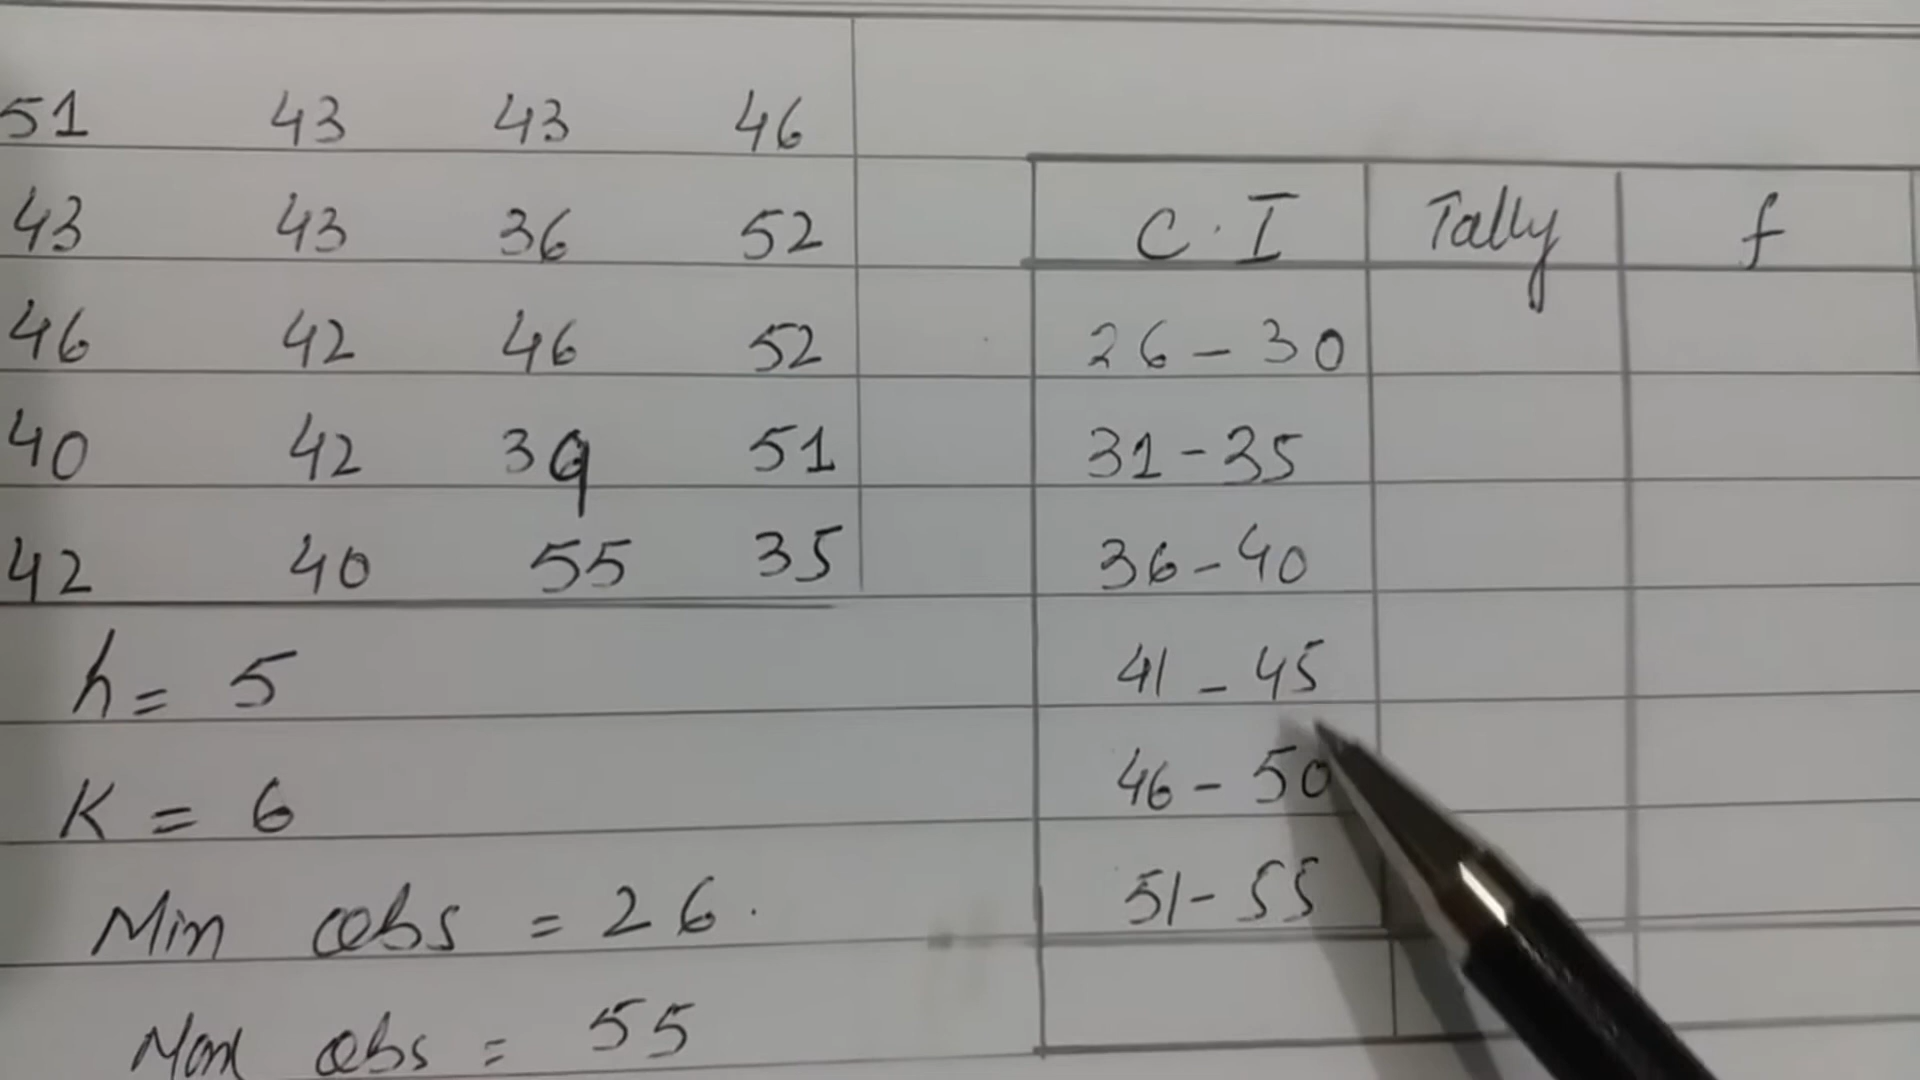 51 43 43 46
43 43 36 52
46 42 46 52
40 42 39 51
42 40 55 35
h = 5
K = 6
Min obs = 26.
Max obs = 55
C.I Tally f
26 - 30
31 - 35
36 - 40
41 - 45
46 - 50
51 - 55